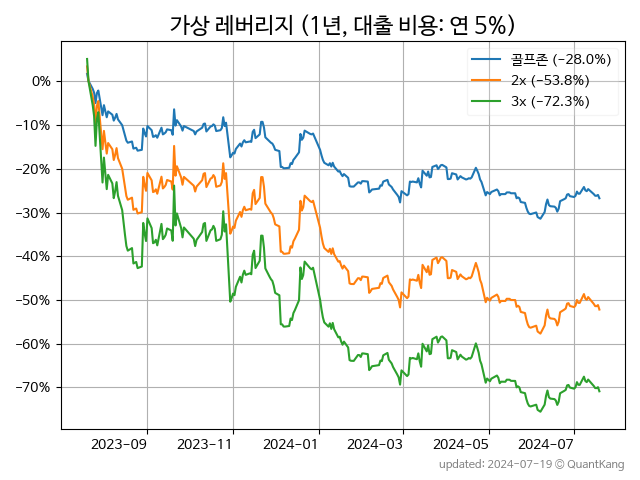 가상 레버리지 (1년, 대출 비용: 연 5%)
골프존 (−28.0%)
2x (−53.8%)
3x (−72.3%)
0%
−10%
−20%
−30%
−40%
−50%
−60%
−70%
2023-09
2023-11
2024-01
2024-03
2024-05
2024-07
updated: 2024-07-19 © QuantKang